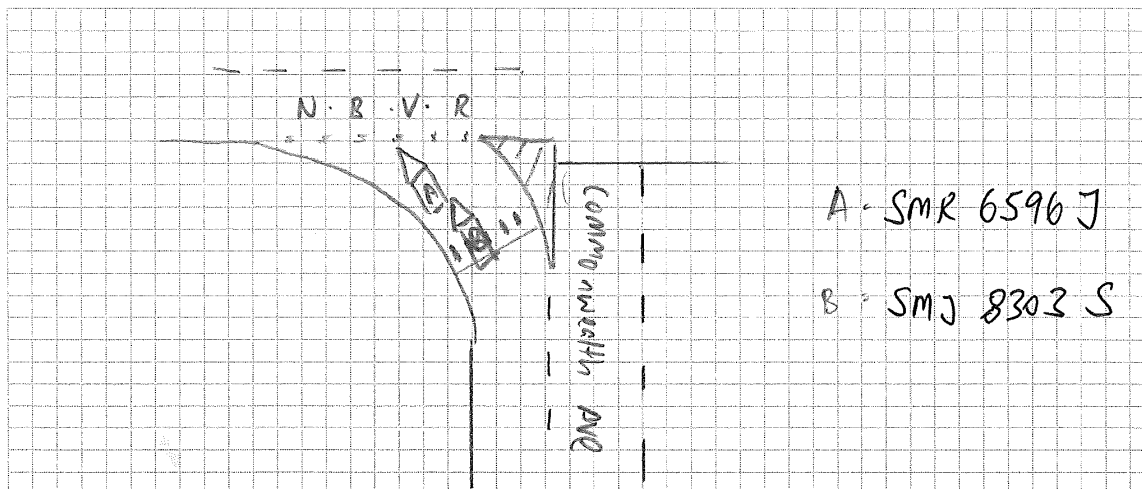 N. B. V. R
A
B
COMMONWEALTH AVE
A - SMR 6596 J
B - SMJ 8303 S